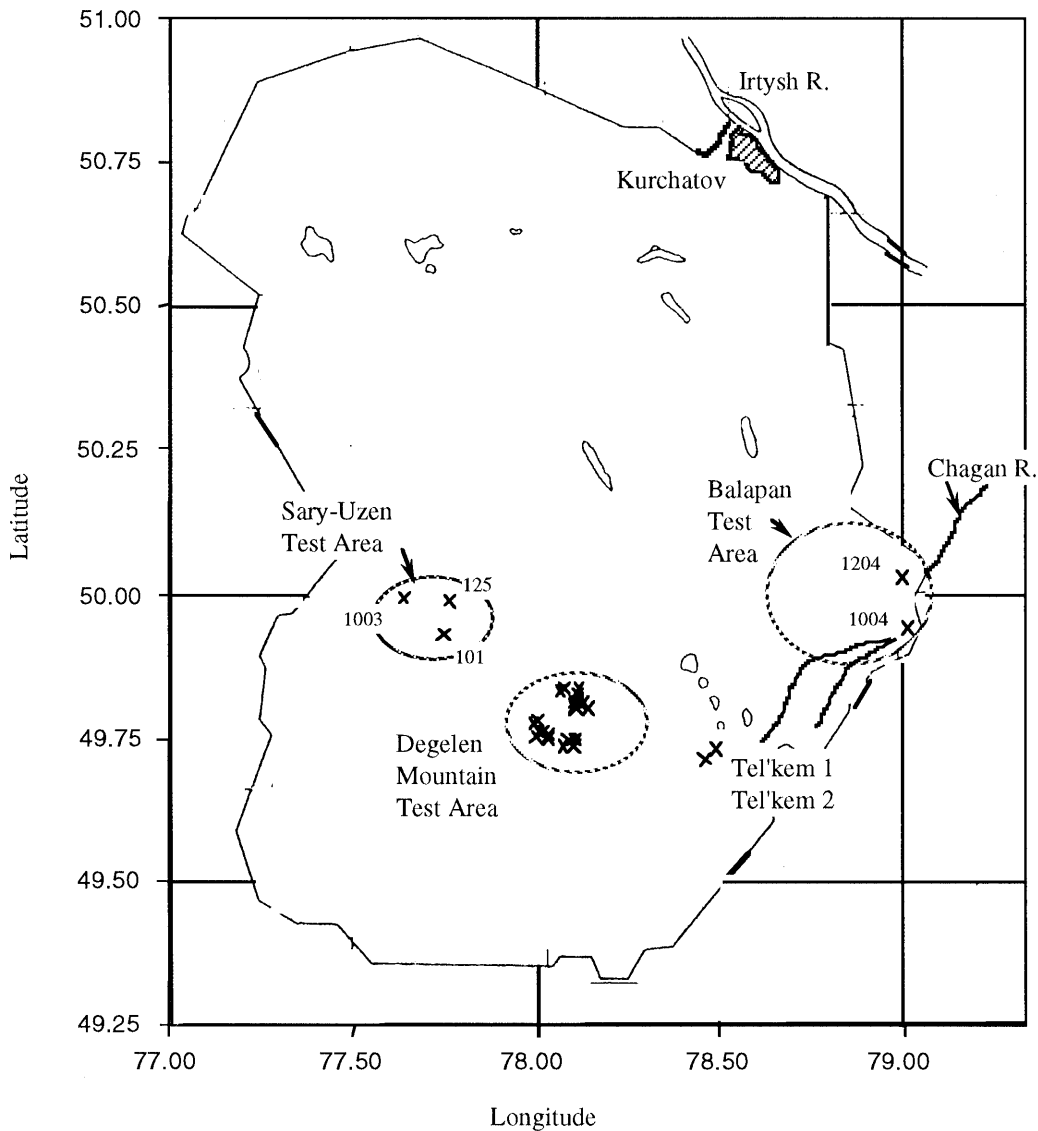 51.00
Irtysh R.
50.75
Kurchatov
50.50
50.25
Chagan R.
Latitude
Sary-Uzen
Test Area
Balapan
Test
Area
1204
125
50.00
1003
1004
101
49.75
Degelen
Mountain
Test Area
Tel'kem 1
Tel'kem 2
49.50
49.25
77.00
77.50
78.00
78.50
79.00
Longitude